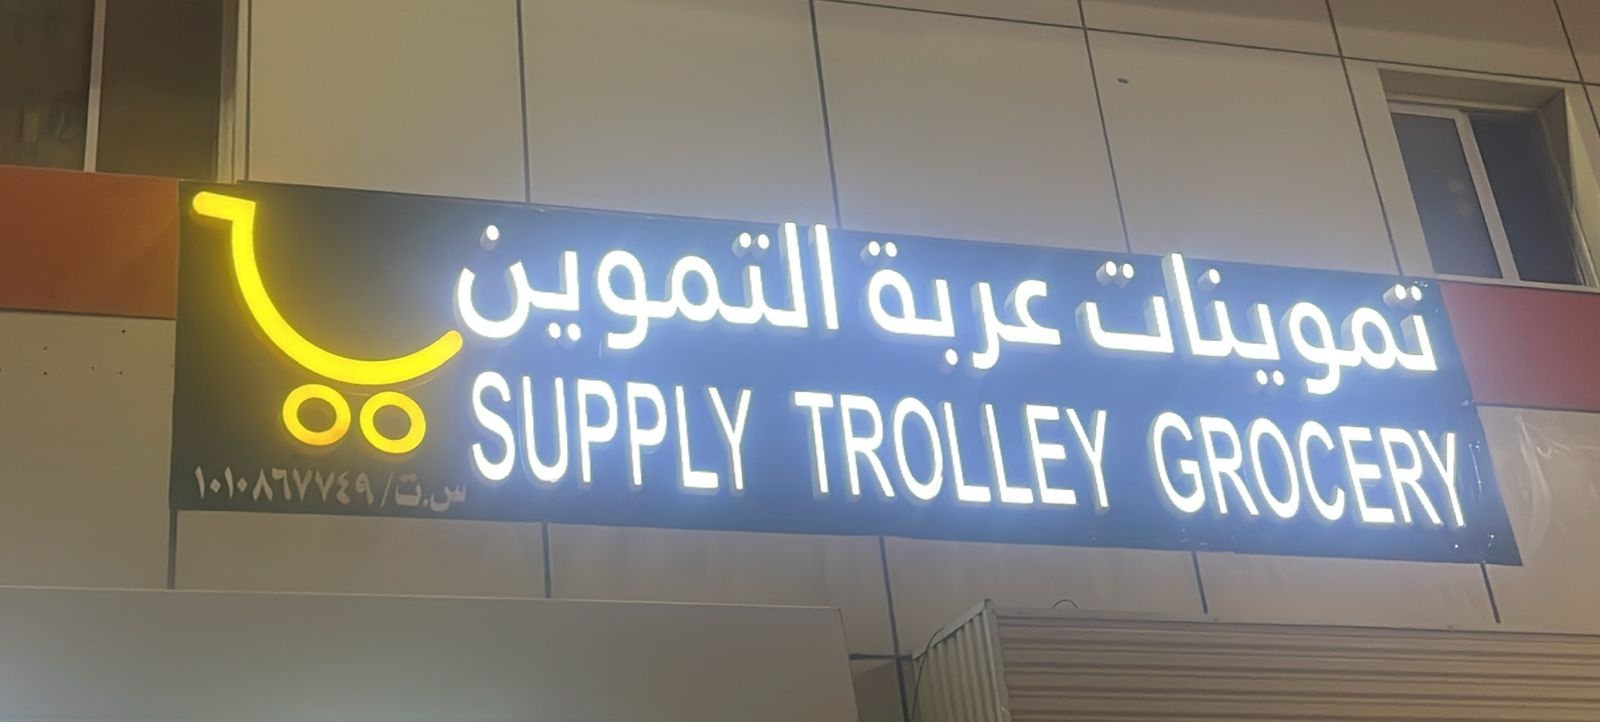 تموينات عربة التموين
SUPPLY TROLLEY GROCERY
س.ت/١٠١٠٨٦٧٧٤٩